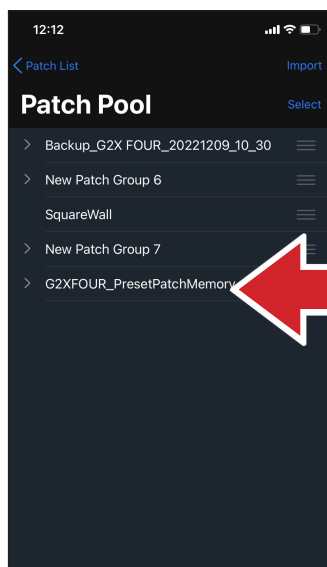 12:12
Patch List
Import
Patch Pool
Select
Backup_G2X FOUR_20221209_10_30
New Patch Group 6
SquareWall
New Patch Group 7
G2XFOUR_PresetPatchMemory